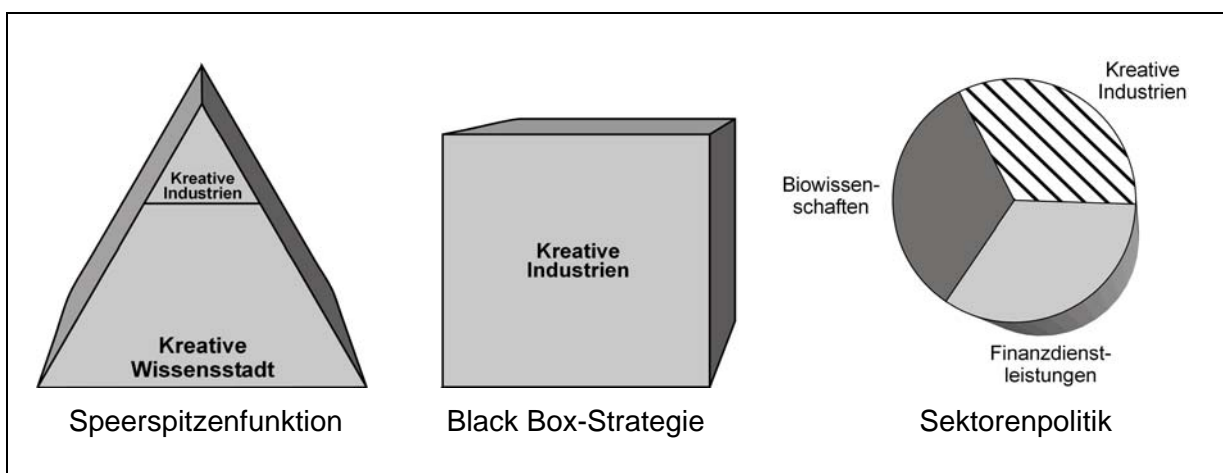 Kreative
Industrien
Kreative
Wissensstadt
Speerspitzenfunktion
Kreative
Industrien
Black Box-Strategie
Kreative
Industrien
Biowissen-
schaften
Finanzdienst-
leistungen
Sektorenpolitik